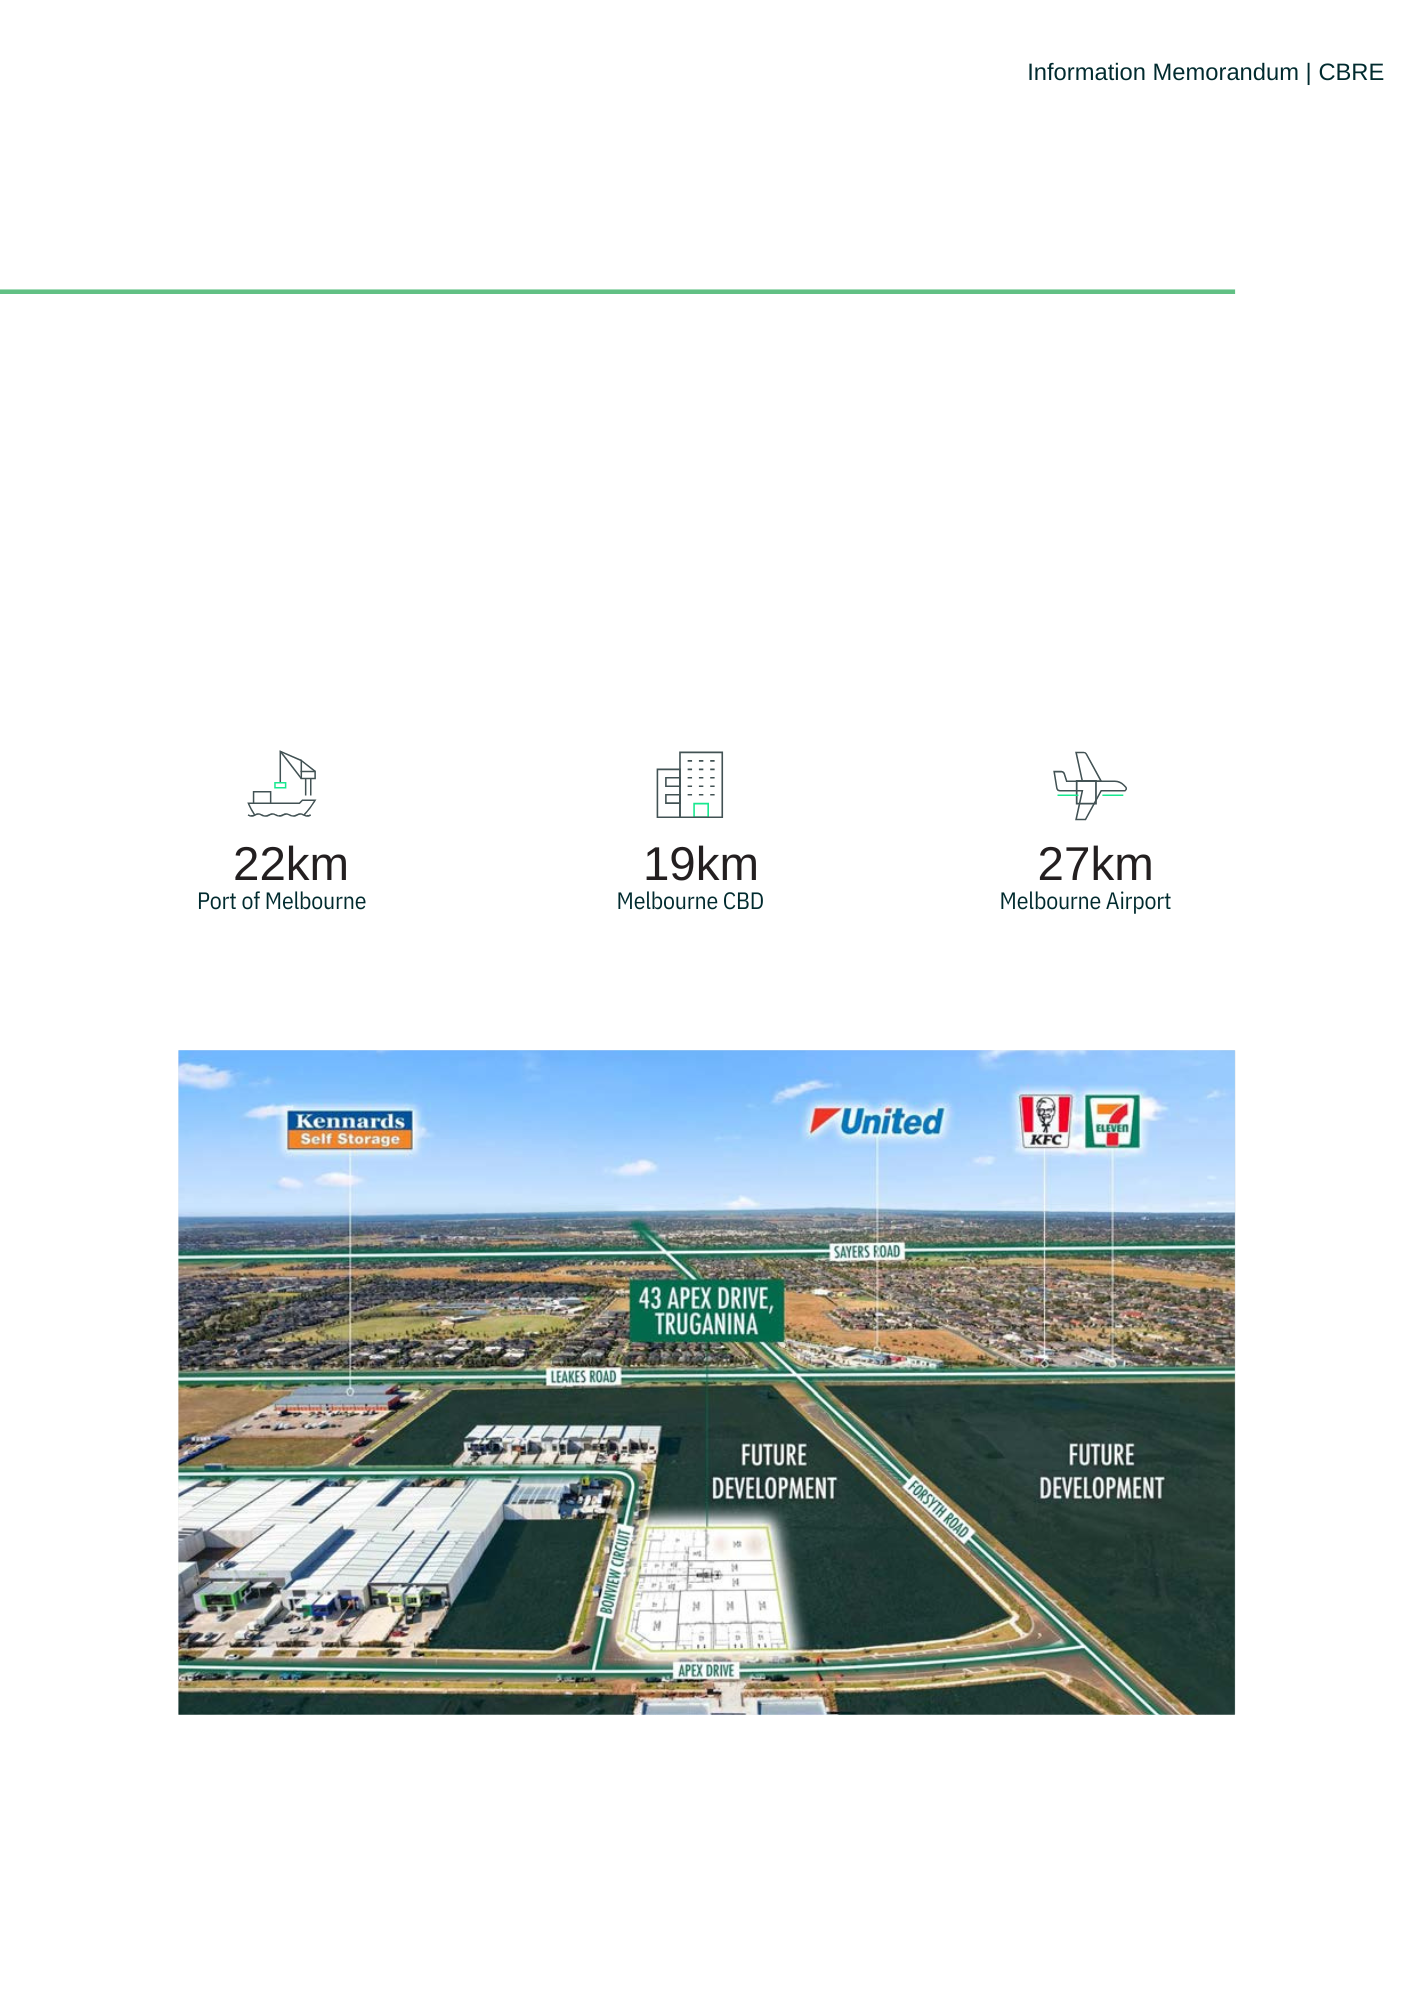 Information Memorandum | CBRE
22km
Port of Melbourne
19km
Melbourne CBD
27km
Melbourne Airport
Kennards
Self Storage
United
KFC
7
ELEVEN
SAYERS ROAD
43 APEX DRIVE,
TRUGANINA
LEAKES ROAD
FUTURE
DEVELOPMENT
FUTURE
DEVELOPMENT
FORSYTH ROAD
BONVIEW CIRCUIT
APEX DRIVE